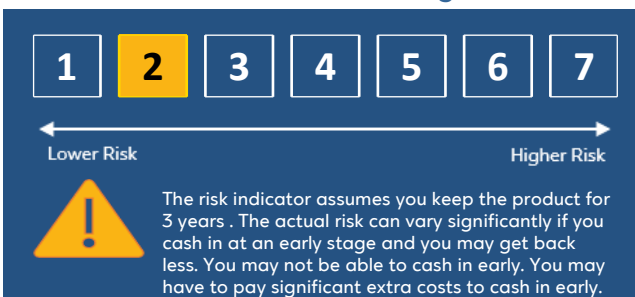 1 2 3 4 5 6 7
Lower Risk Higher Risk
The risk indicator assumes you keep the product for
3 years . The actual risk can vary significantly if you
cash in at an early stage and you may get back
less. You may not be able to cash in early. You may
have to pay significant extra costs to cash in early.